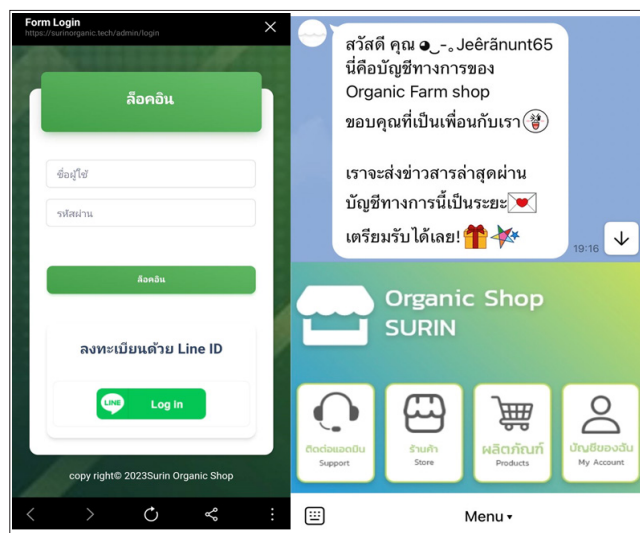 Form Login
https://surinorganic.tech/admin/login
ล็อคอิน
ชื่อผู้ใช้
รหัสผ่าน
ล็อคอิน
ลงทะเบียนด้วย Line ID
LINE
Log In
copy right© 2023Surin Organic Shop
สวัสดี คุณ ◕‿-｡Jeêrãnunt65
นี่คือบัญชีทางการของ
Organic Farm shop
ขอบคุณที่เป็นเพื่อนกับเรา
เราจะส่งข่าวสารล่าสุดผ่าน
บัญชีทางการนี้เป็นระยะ
เตรียมรับได้เลย!
19:16
Organic Shop
SURIN
ติดต่อแอดมิน
Support
ร้านค้า
Store
ผลิตภัณฑ์
Products
บัญชีของฉัน
My Account
Menu ▾